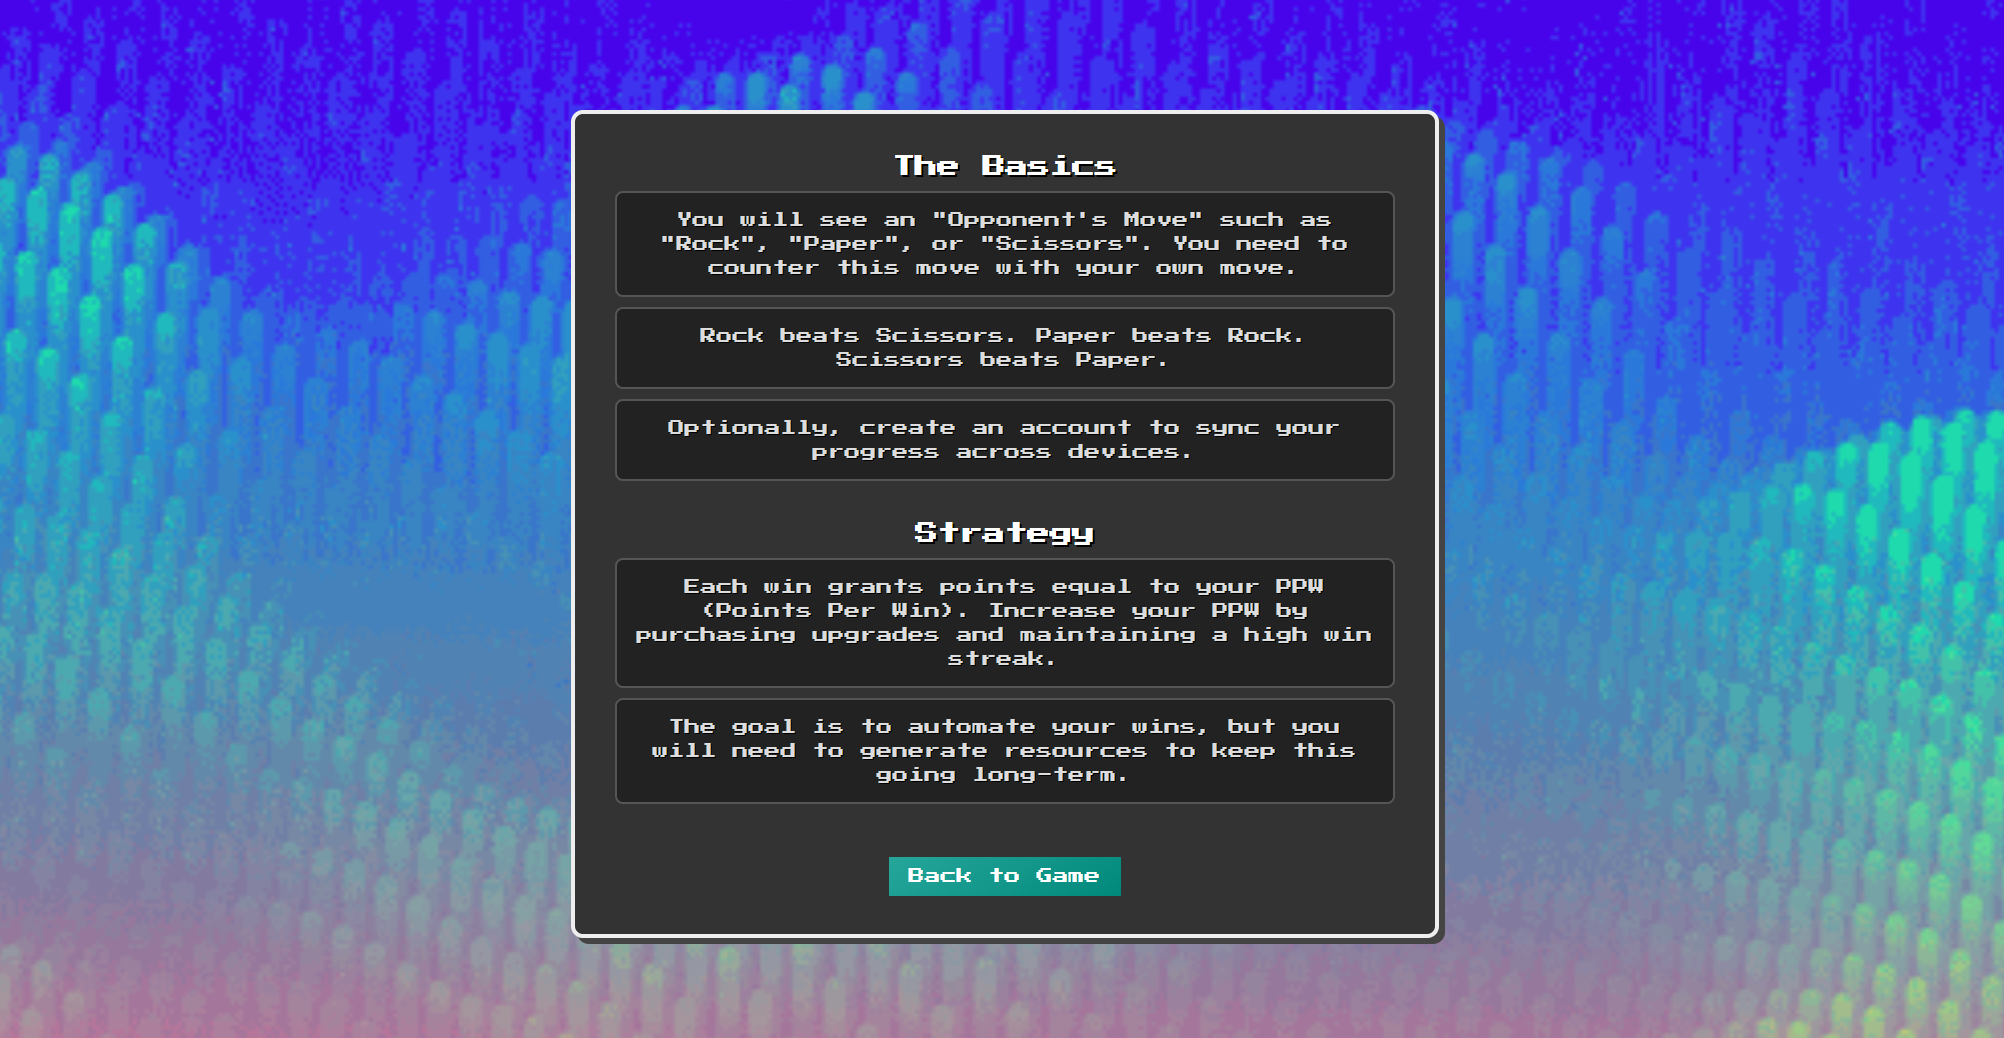 The Basics
You will see an "Opponent's Move" such as
"Rock", "Paper", or "Scissors". You need to
counter this move with your own move.
Rock beats Scissors. Paper beats Rock.
Scissors beats Paper.
Optionally, create an account to sync your
progress across devices.
Strategy
Each win grants points equal to your PPW
(Points Per Win). Increase your PPW by
purchasing upgrades and maintaining a high win
streak.
The goal is to automate your wins, but you
will need to generate resources to keep this
going long-term.
Back to Game